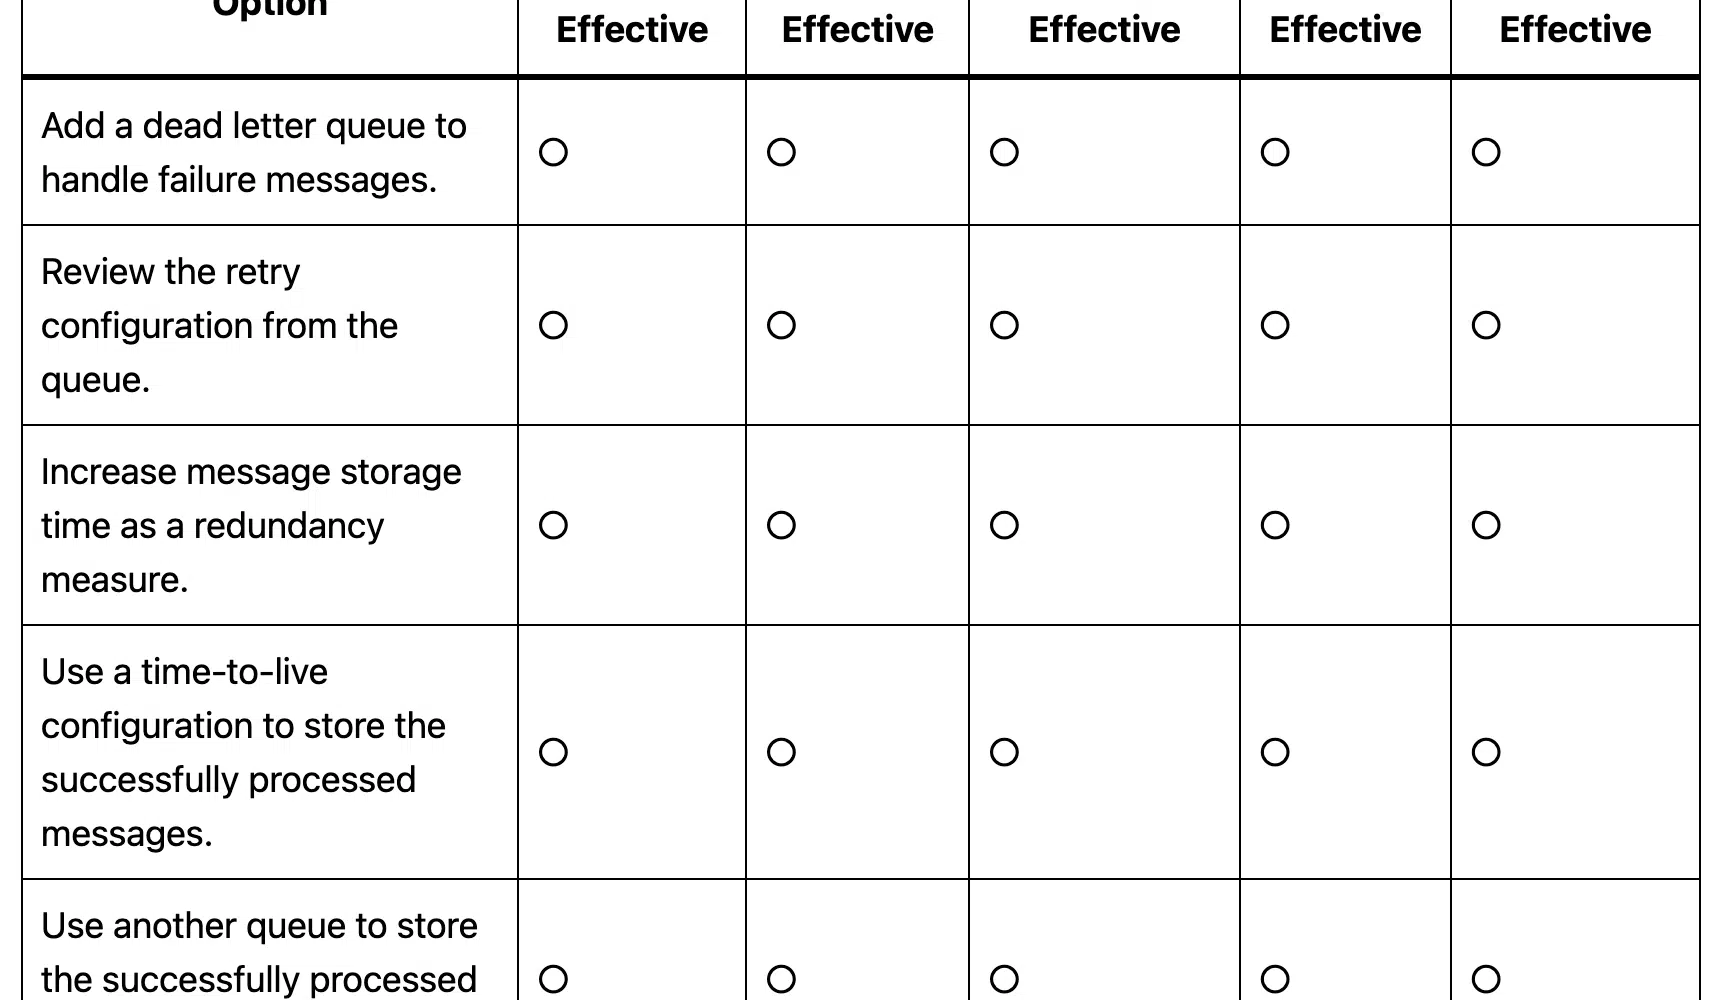 Option
Effective Effective Effective Effective Effective
Add a dead letter queue to
handle failure messages.
Review the retry
configuration from the
queue.
Increase message storage
time as a redundancy
measure.
Use a time-to-live
configuration to store the
successfully processed
messages.
Use another queue to store
the successfully processed